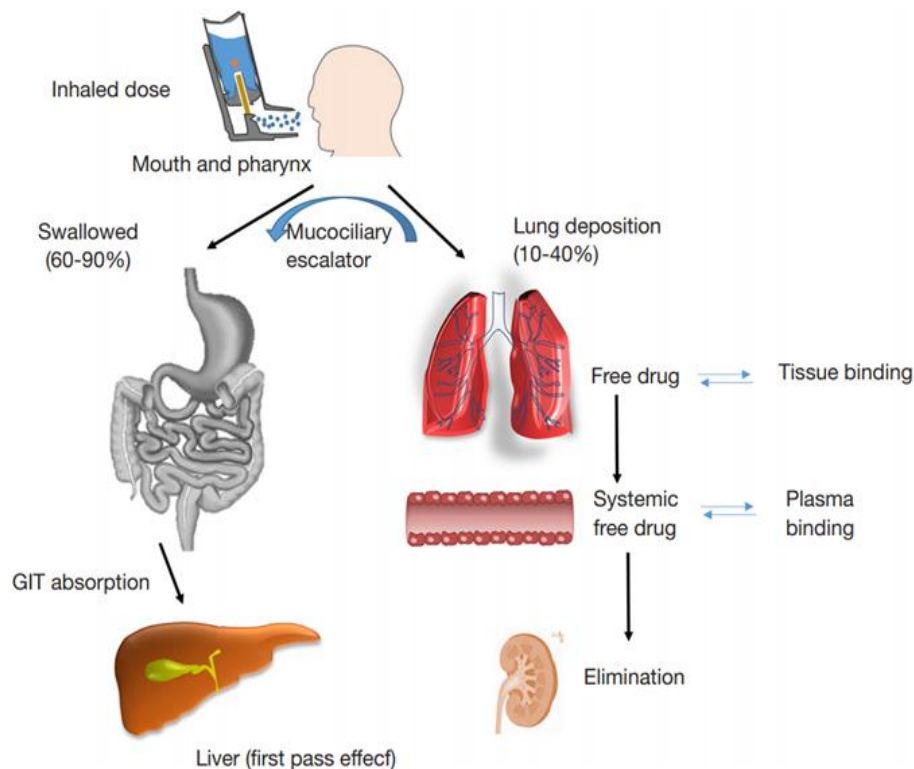 Inhaled dose
Mouth and pharynx
Swallowed
(60-90%)
Mucociliary
escalator
Lung deposition
(10-40%)
Free drug
Tissue binding
Systemic
free drug
Plasma
binding
GIT absorption
Elimination
Liver (first pass effecf)